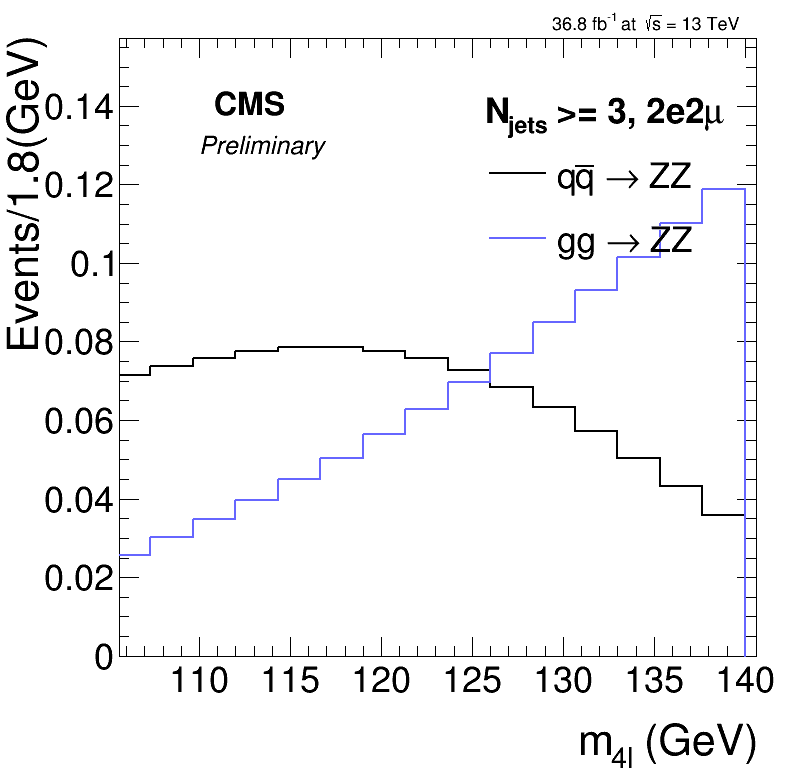 36.8 fb⁻¹ at √s = 13 TeV
Events/1.8(GeV)
CMS
Preliminary
N_jets >= 3, 2e2μ
qq̅ → ZZ
gg → ZZ
0.14
0.12
0.1
0.08
0.06
0.04
0.02
0
110 115 120 125 130 135 140
m_4l (GeV)